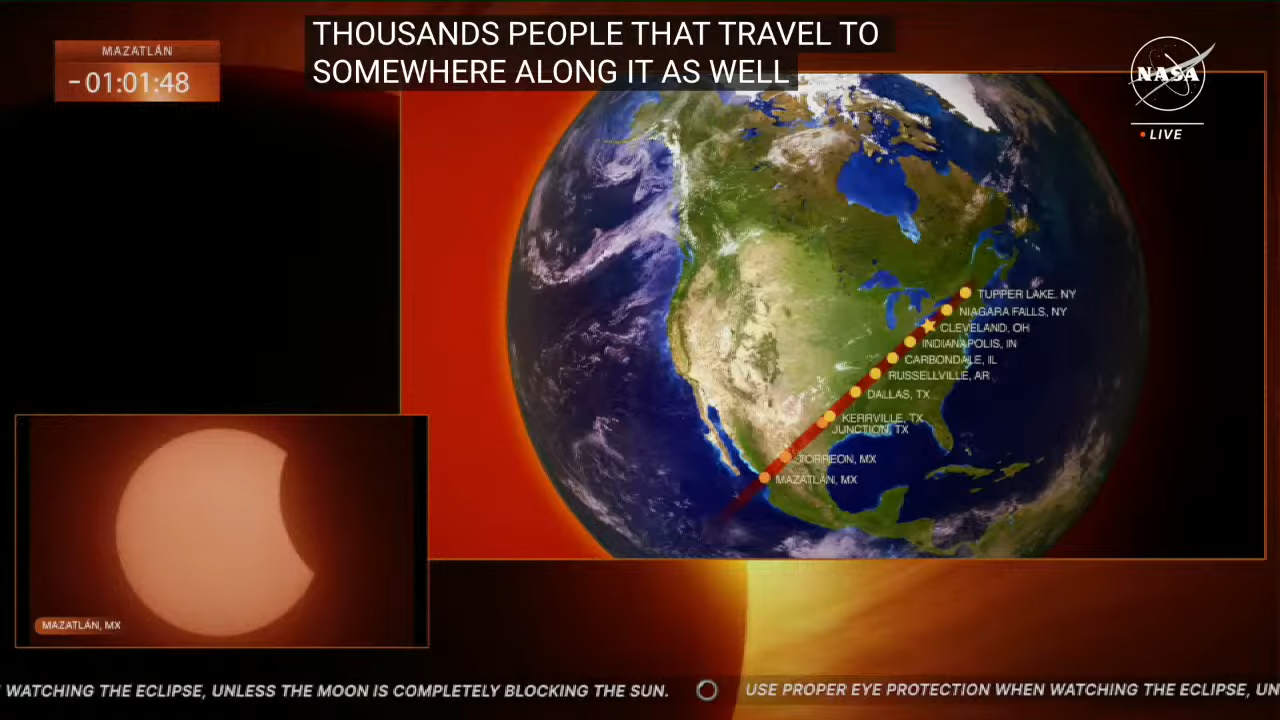 THOUSANDS PEOPLE THAT TRAVEL TO
SOMEWHERE ALONG IT AS WELL
MAZATLÁN
-01:01:48
NASA
LIVE
TUPPER LAKE, NY
NIAGARA FALLS, NY
CLEVELAND, OH
INDIANAPOLIS, IN
CARBONDALE, IL
RUSSELLVILLE, AR
DALLAS, TX
KERRVILLE, TX
JUNCTION, TX
TORREON, MX
MAZATLÁN, MX
MAZATLÁN, MX
WATCHING THE ECLIPSE, UNLESS THE MOON IS COMPLETELY BLOCKING THE SUN.
USE PROPER EYE PROTECTION WHEN WATCHING THE ECLIPSE, UN